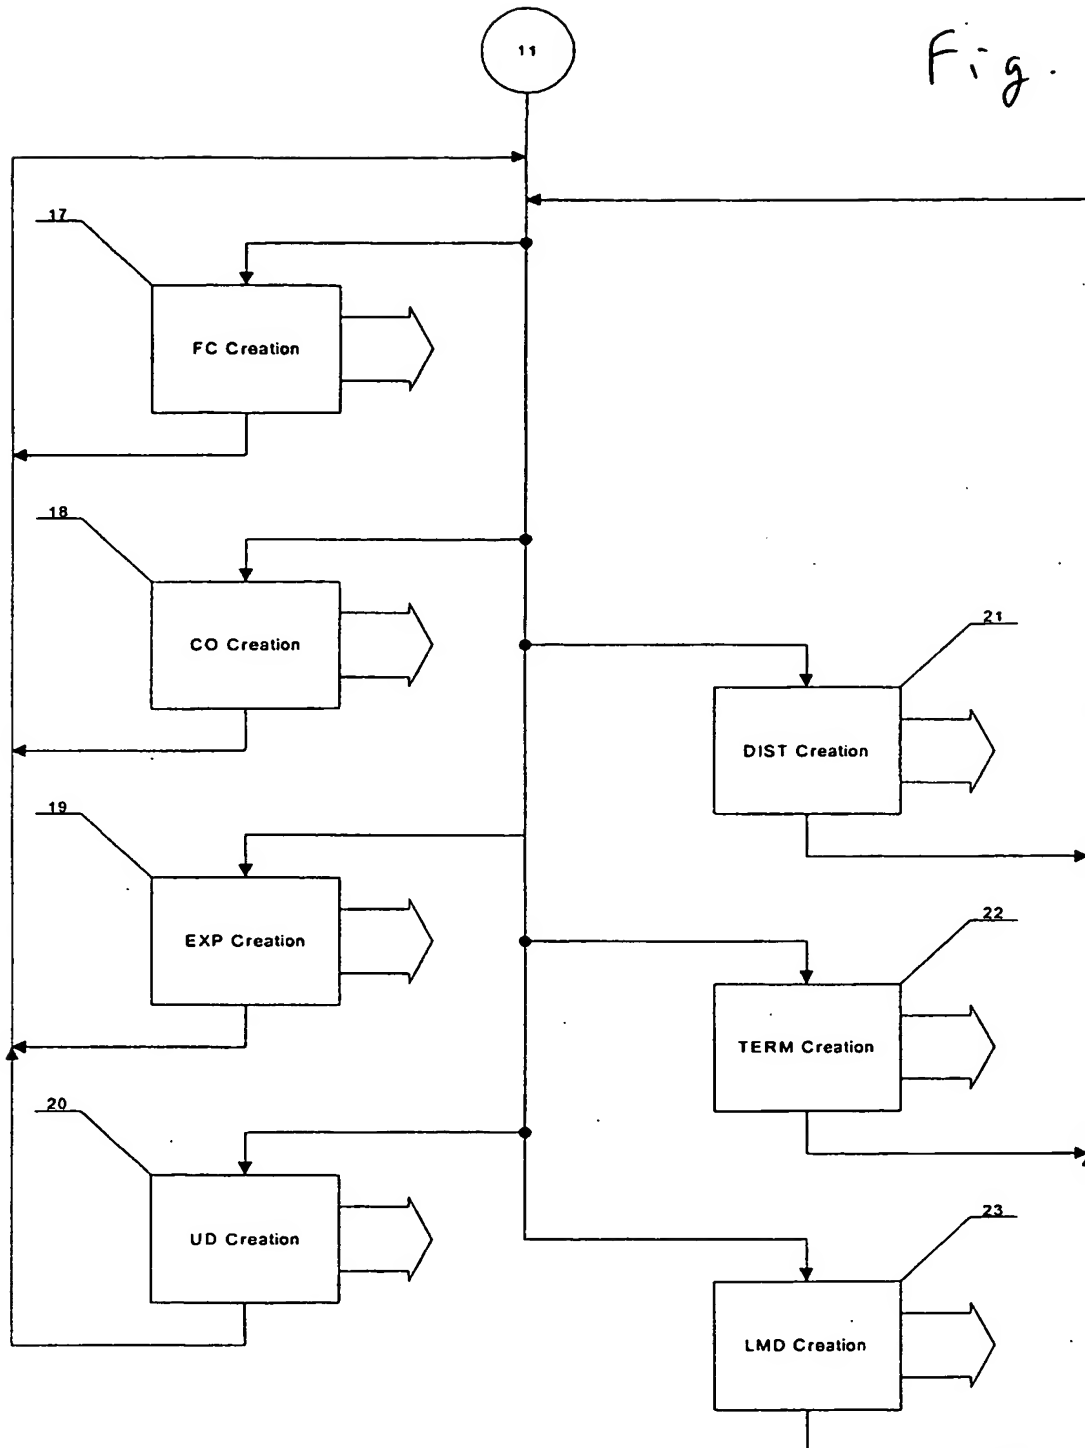 11
Fig.
17
FC Creation
18
CO Creation
21
DIST Creation
19
EXP Creation
22
TERM Creation
20
UD Creation
23
LMD Creation